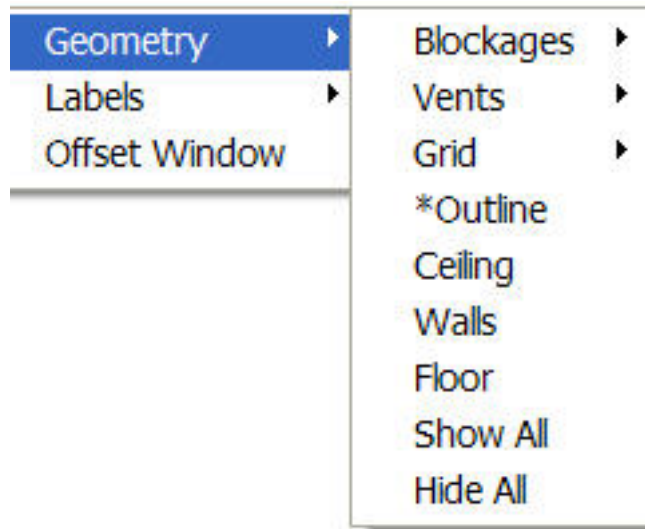 Geometry
Labels
Offset Window
Blockages
Vents
Grid
*Outline
Ceiling
Walls
Floor
Show All
Hide All